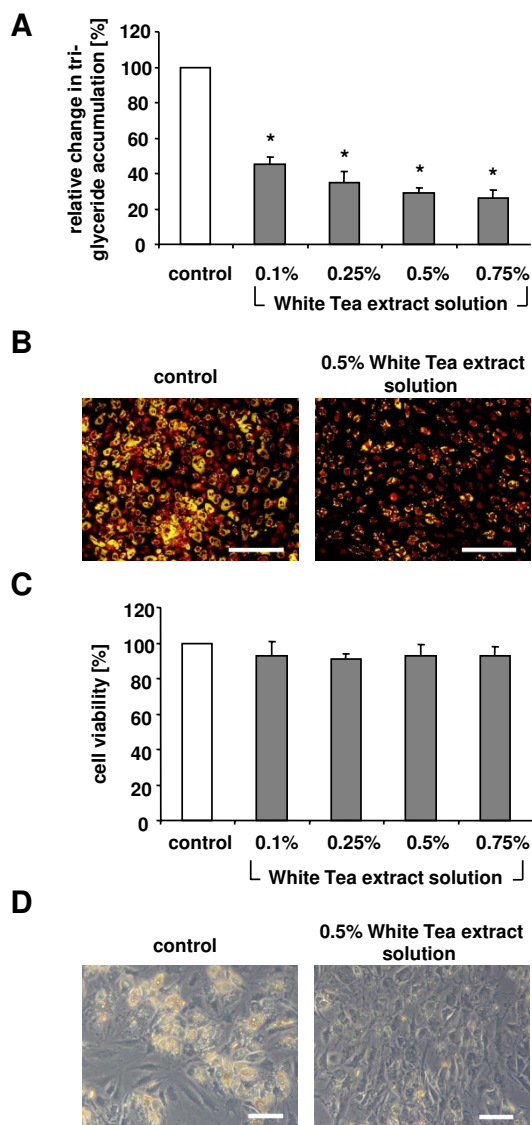 A
relative change in tri-
glyceride accumulation [%]
120
100
80
60
40
20
0
* * * *
control 0.1% 0.25% 0.5% 0.75%
White Tea extract solution
B
control
0.5% White Tea extract
solution
C
cell viability [%]
120
100
80
60
40
20
0
control 0.1% 0.25% 0.5% 0.75%
White Tea extract solution
D
control
0.5% White Tea extract
solution